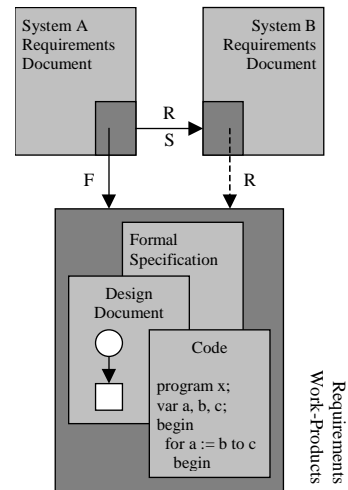 System A
Requirements
Document
System B
Requirements
Document
R
S
F
R
Formal
Specification
Design
Document
Code
program x;
var a, b, c;
begin
for a := b to c
begin
Requirements
Work-Products